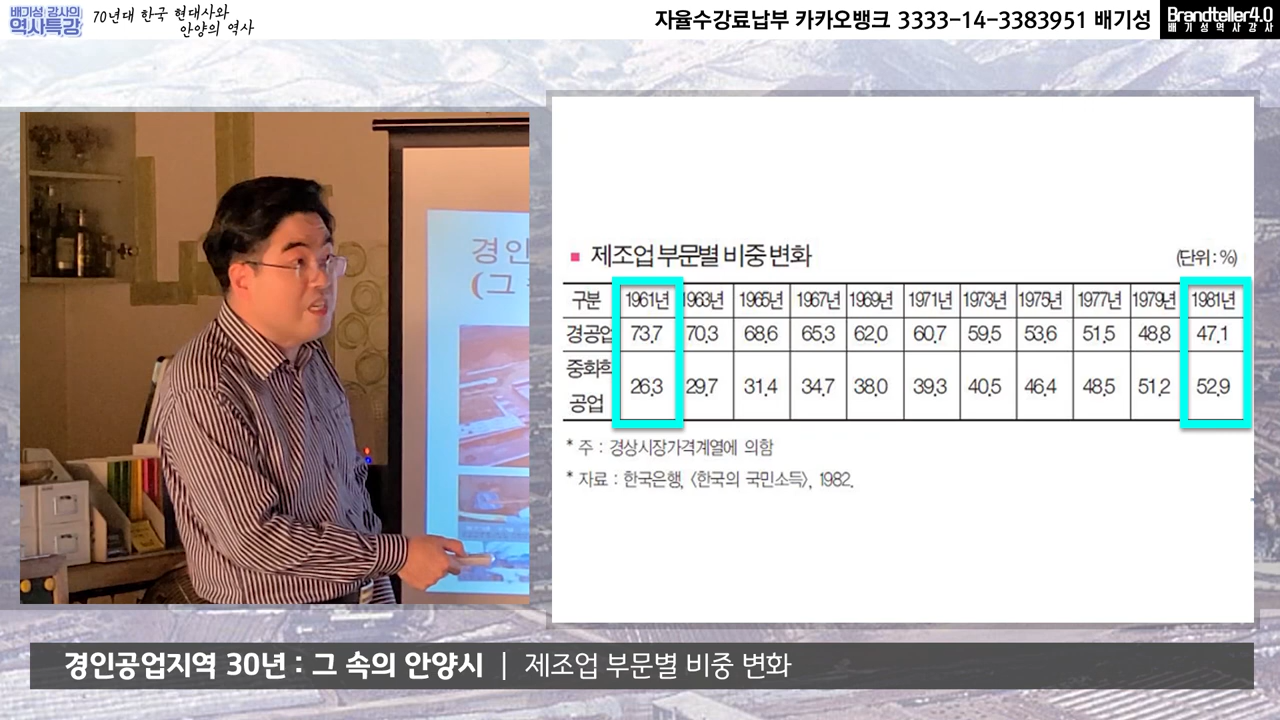 배기성 강사의
역사특강
70년대 한국 현대사와
안양의 역사
자율수강료납부 카카오뱅크 3333-14-3383951 배기성
Brandteller4.0
배기성역사강사
경인
(그
■ 제조업 부문별 비중 변화 (단위 : %)
구분 1961년 1963년 1965년 1967년 1969년 1971년 1973년 1975년 1977년 1979년 1981년
경공업 73.7 70.3 68.6 65.3 62.0 60.7 59.5 53.6 51.5 48.8 47.1
중화학
공업 26.3 29.7 31.4 34.7 38.0 39.3 40.5 46.4 48.5 51.2 52.9
* 주 : 경상시장가격계열에 의함
* 자료 : 한국은행, 〈한국의 국민소득〉, 1982.
경인공업지역 30년 : 그 속의 안양시 | 제조업 부문별 비중 변화